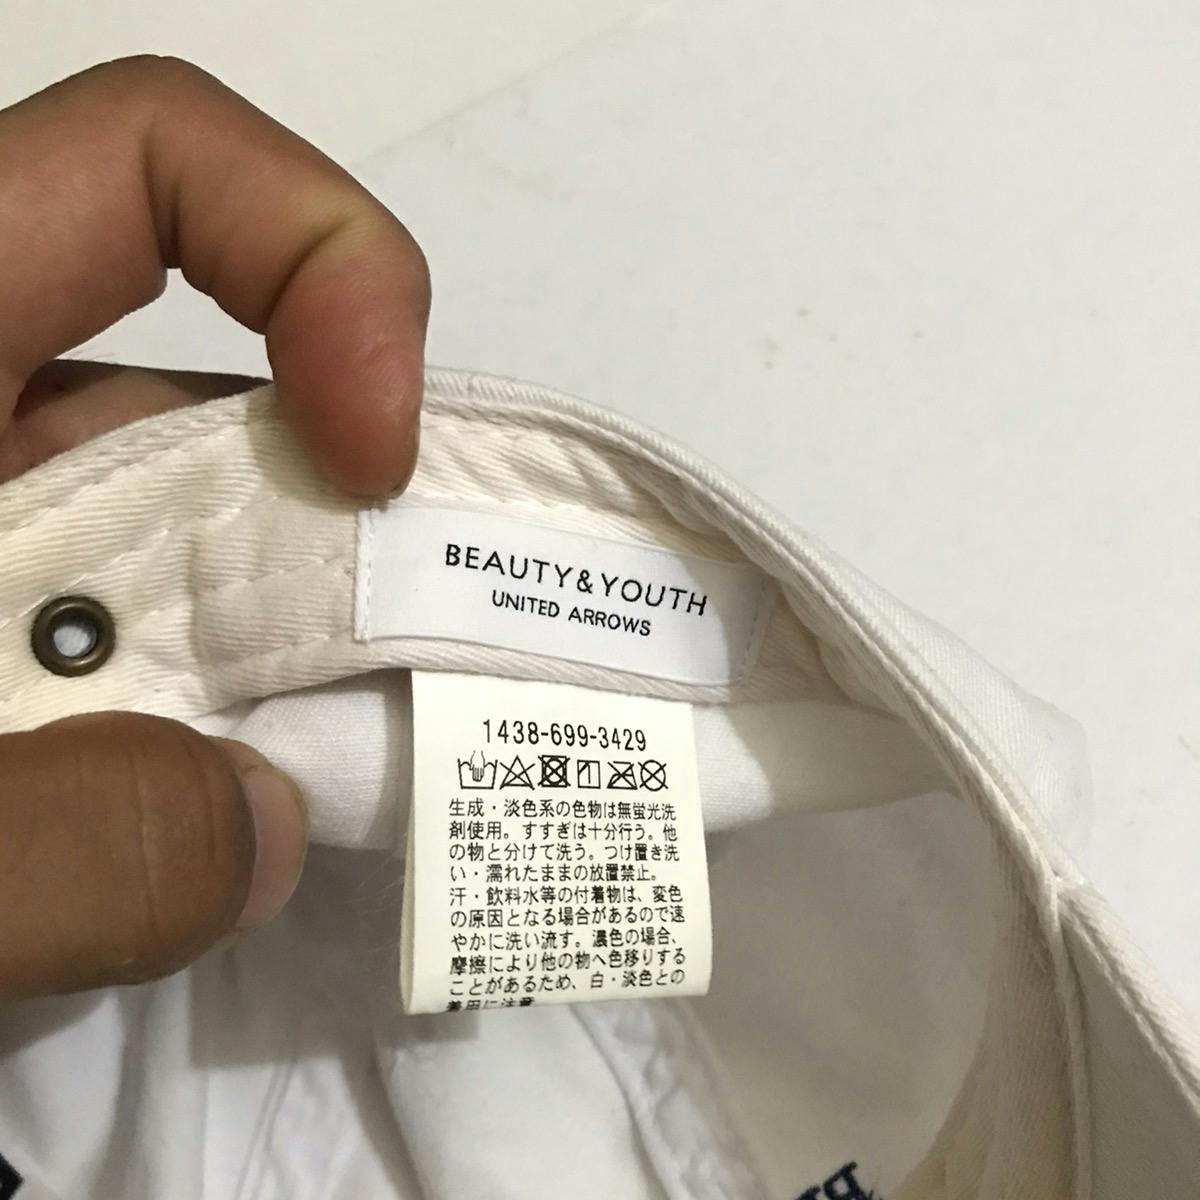 BEAUTY&YOUTH
UNITED ARROWS
1438-699-3429
生成・淡色系の色物は無蛍光洗
剤使用。すすぎは十分行う。他
の物と分けて洗う。つけ置き洗
い・濡れたままの放置禁止。
汗・飲料水等の付着物は、変色
の原因となる場合があるので速
やかに洗い流す。濃色の場合、
摩擦により他の物へ色移りする
ことがあるため、白・淡色との
着用に注意